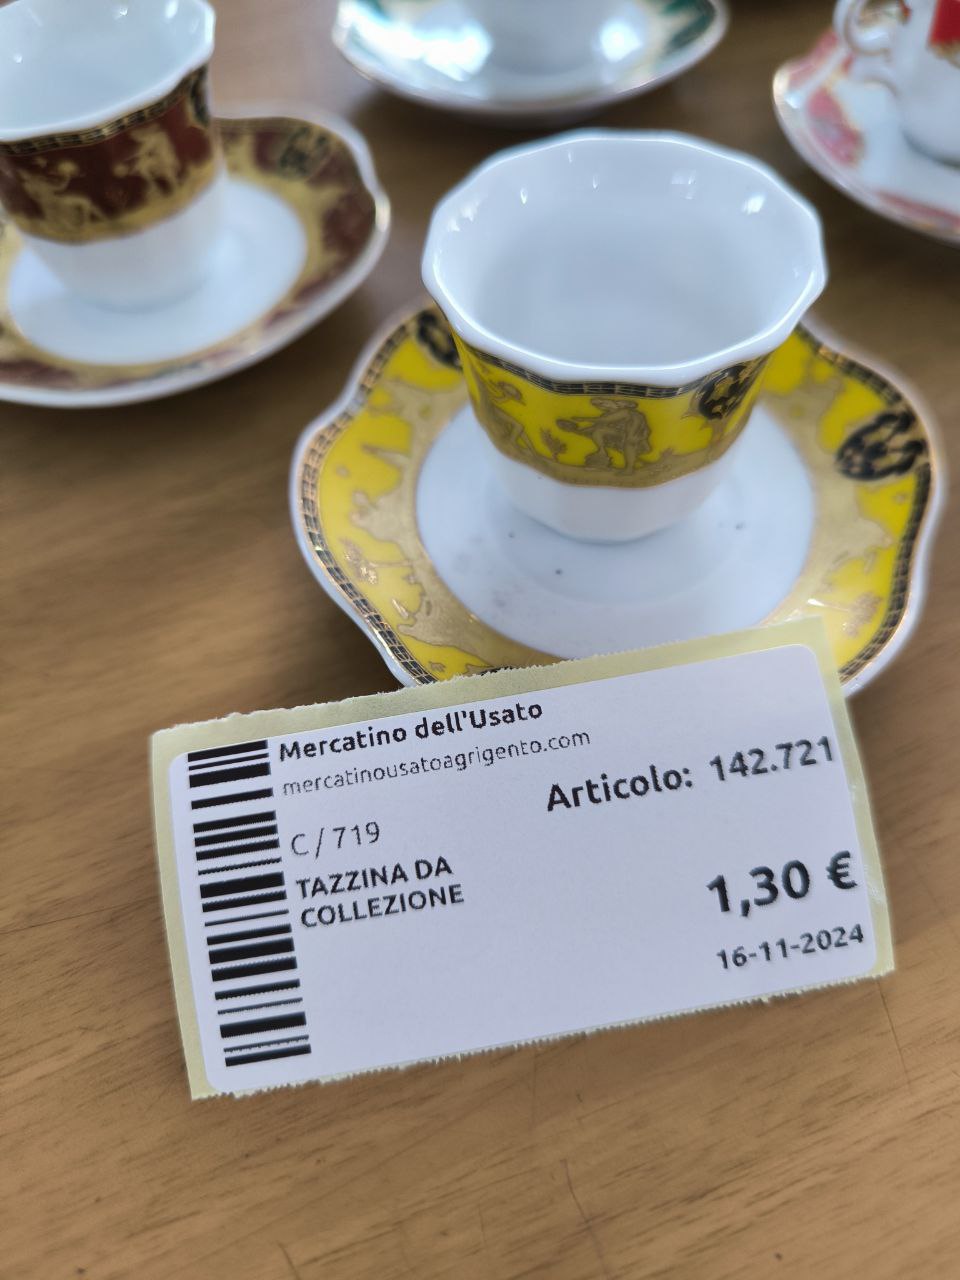 Mercatino dell'Usato
mercatinousatoagrigento.com
Articolo: 142.721
C / 719
TAZZINA DA
COLLEZIONE
1,30 €
16-11-2024